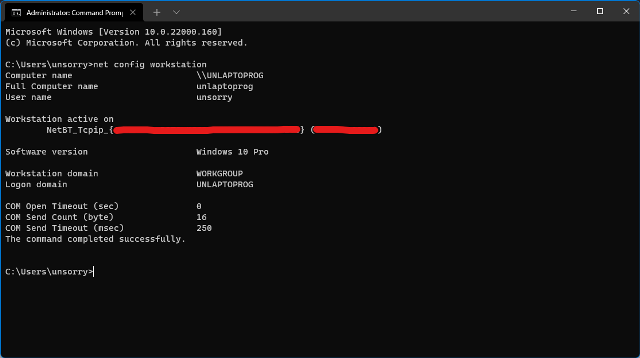 Administrator: Command Promp
Microsoft Windows [Version 10.0.22000.160]
(c) Microsoft Corporation. All rights reserved.
C:\Users\unsorry>net config workstation
Computer name                        \\UNLAPTOPROG
Full Computer name                   unlaptoprog
User name                            unsorry
Workstation active on
NetBT_Tcpip_{ } ( )
Software version                     Windows 10 Pro
Workstation domain                   WORKGROUP
Logon domain                         UNLAPTOPROG
COM Open Timeout (sec)               0
COM Send Count (byte)                16
COM Send Timeout (msec)              250
The command completed successfully.
C:\Users\unsorry>